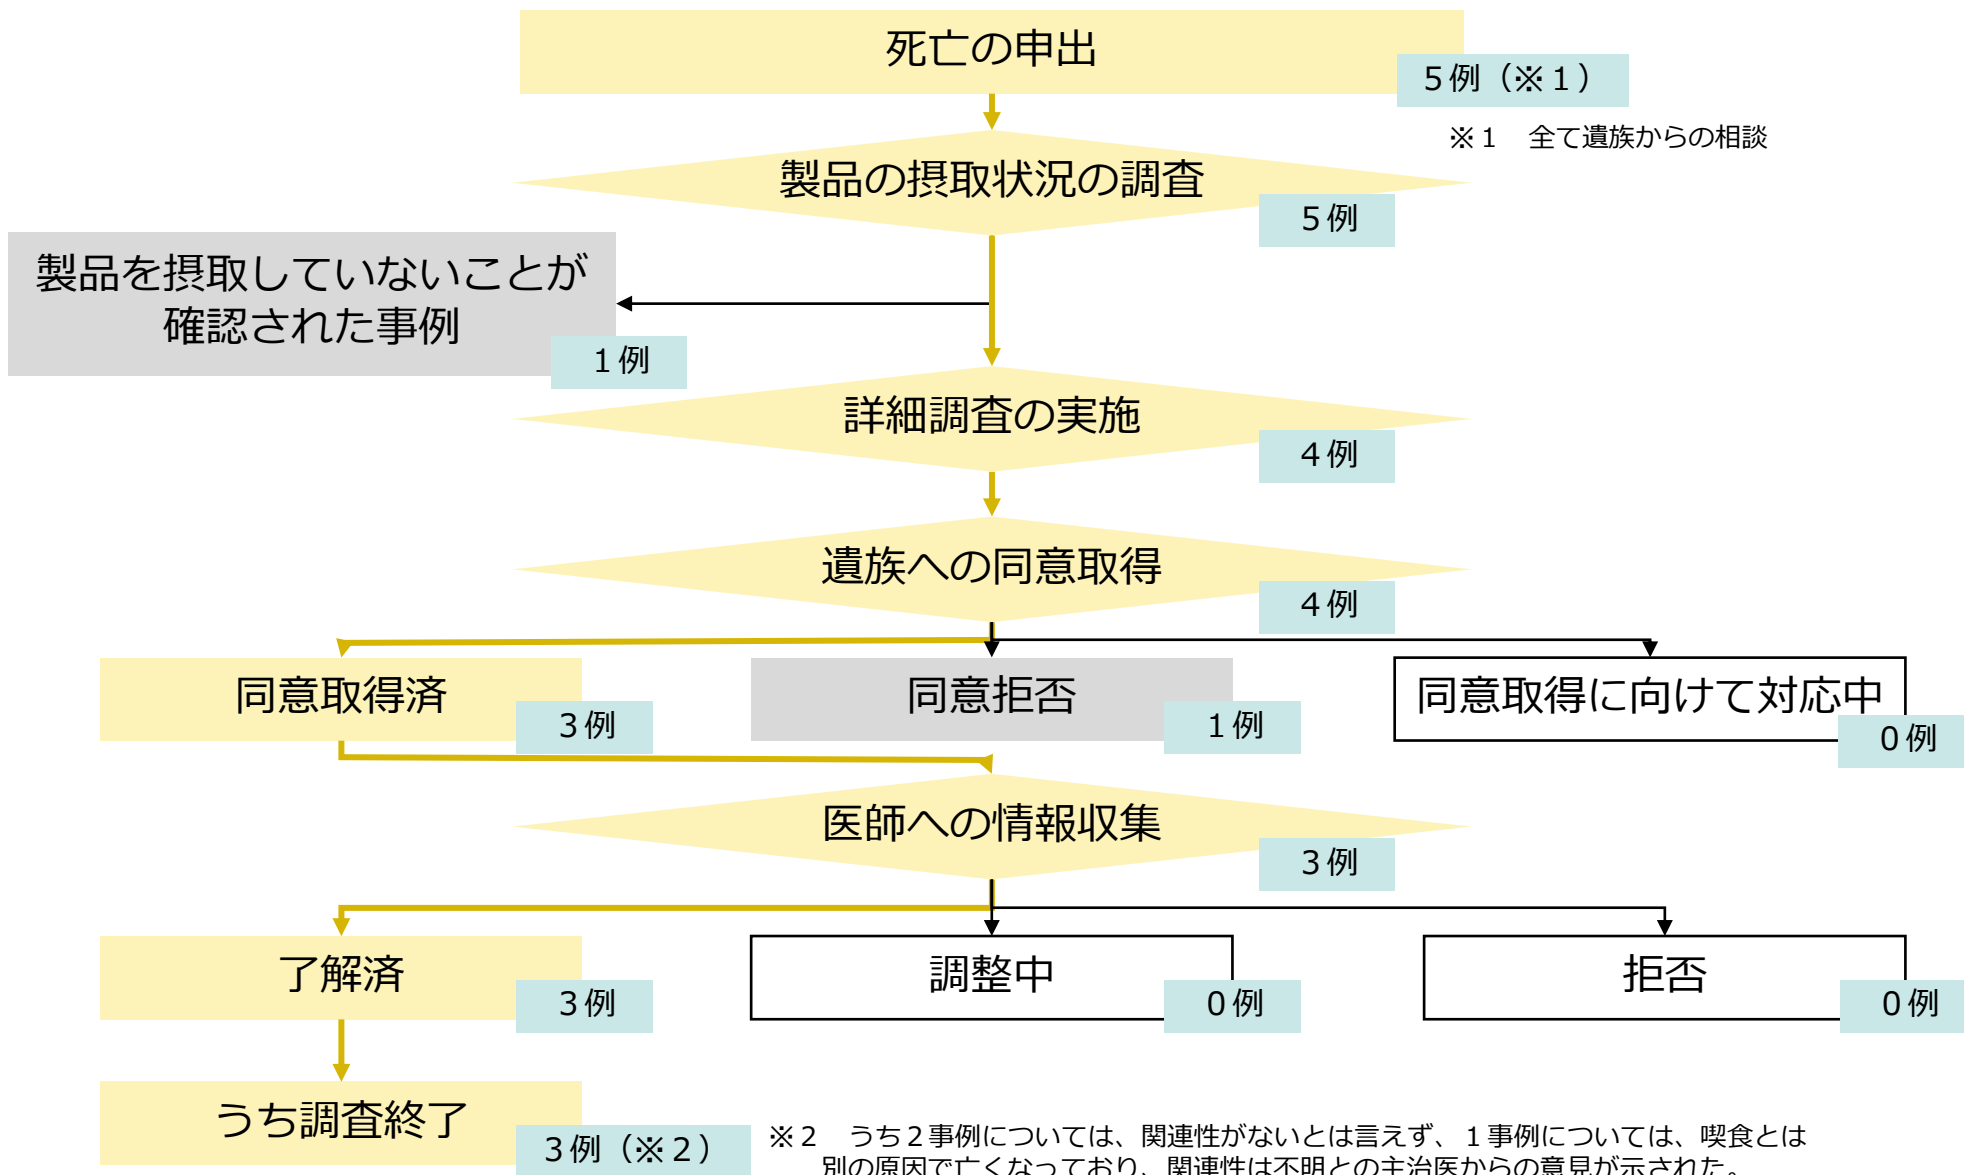 死亡の申出
５例（※１）
※１　全て遺族からの相談
製品の摂取状況の調査
５例
製品を摂取していないことが
確認された事例
１例
詳細調査の実施
４例
遺族への同意取得
４例
同意取得済
３例
同意拒否
１例
同意取得に向けて対応中
０例
医師への情報収集
３例
了解済
３例
調整中
０例
拒否
０例
うち調査終了
３例（※２）
※２　うち２事例については、関連性がないとは言えず、１事例については、喫食とは
別の原因で亡くなっており、関連性は不明との主治医からの意見が示された。